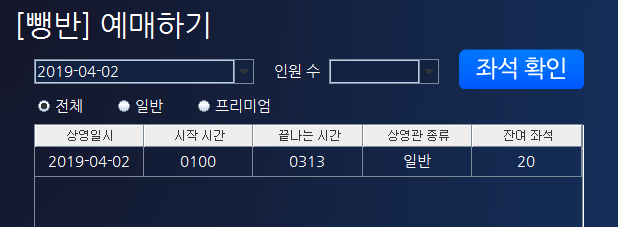 [뺑반] 예매하기
2019-04-02 인원 수 좌석 확인
전체 일반 프리미엄
상영일시 시작 시간 끝나는 시간 상영관 종류 잔여 좌석
2019-04-02 0100 0313 일반 20